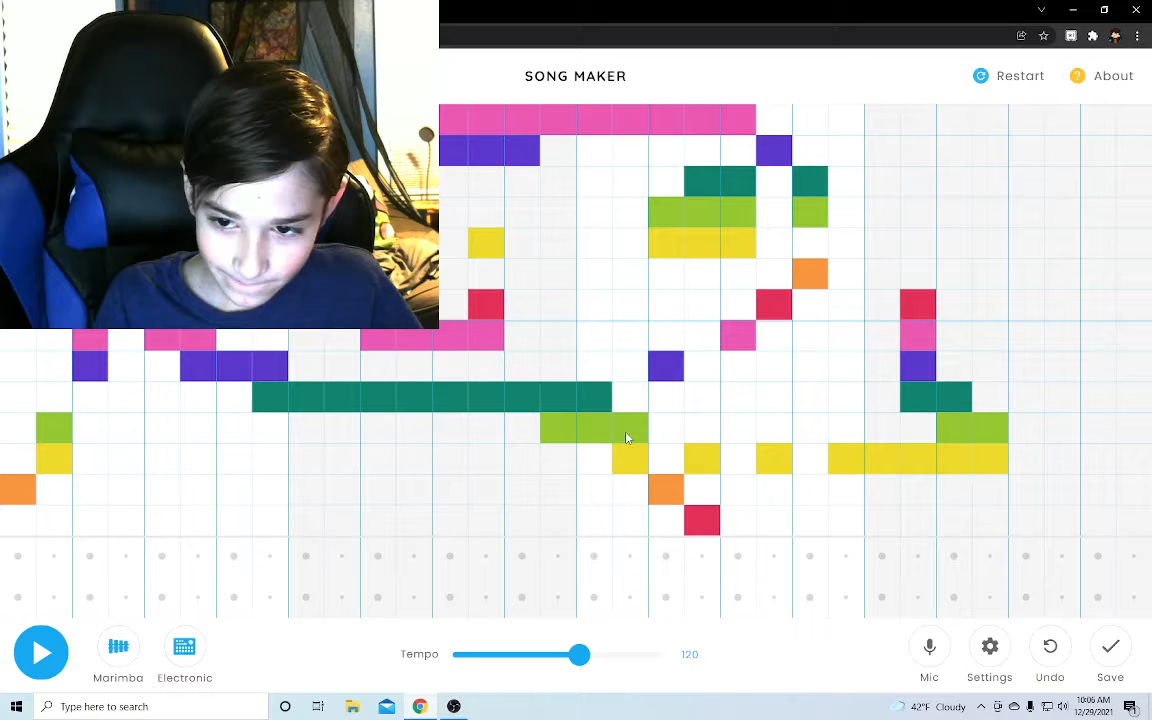 SONG MAKER
Restart
About
Marimba
Electronic
Tempo
120
Mic
Settings
Undo
Save
Type here to search
42°F Cloudy
10:06 AM
12/29/2021